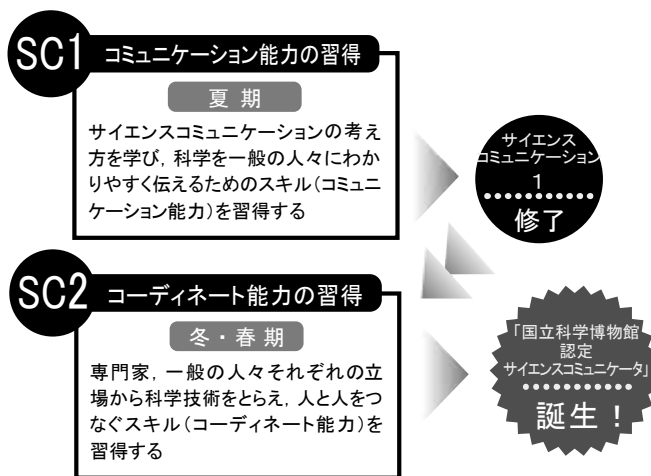 SC1 コミュニケーション能力の習得
夏 期
サイエンスコミュニケーションの考え
方を学び，科学を一般の人々にわか
りやすく伝えるためのスキル（コミュニ
ケーション能力）を習得する
サイエンス
コミュニケーション
1
修了
SC2 コーディネート能力の習得
冬・春 期
専門家，一般の人々それぞれの立
場から科学技術をとらえ，人と人をつ
なぐスキル（コーディネート能力）を
習得する
「国立科学博物館
認定
サイエンスコミュニケータ」
誕生！